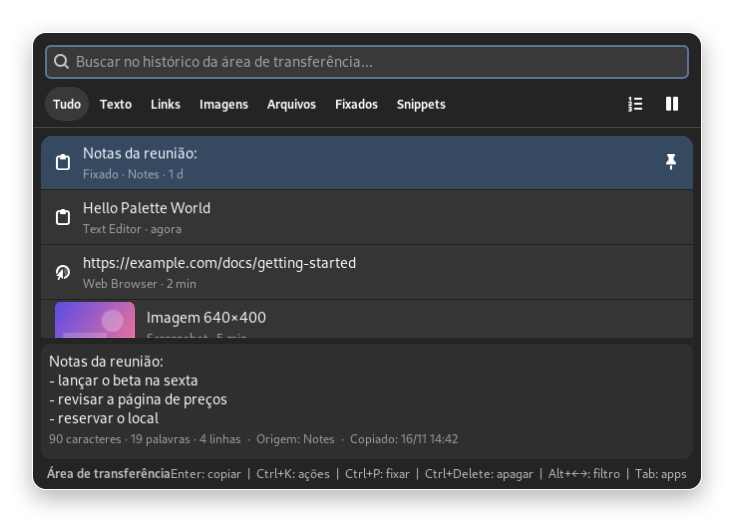 Buscar no histórico da área de transferência...
Tudo Texto Links Imagens Arquivos Fixados Snippets
Notas da reunião:
Fixado · Notes · 1 d
Hello Palette World
Text Editor · agora
https://example.com/docs/getting-started
Web Browser · 2 min
Imagem 640×400
Screenshot · 5 min
Notas da reunião:
- lançar o beta na sexta
- revisar a página de preços
- reservar o local
90 caracteres · 19 palavras · 4 linhas · Origem: Notes · Copiado: 16/11 14:42
Área de transferênciaEnter: copiar | Ctrl+K: ações | Ctrl+P: fixar | Ctrl+Delete: apagar | Alt+←→: filtro | Tab: apps